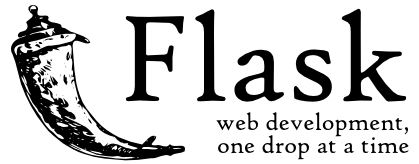 Flask
web development,
one drop at a time